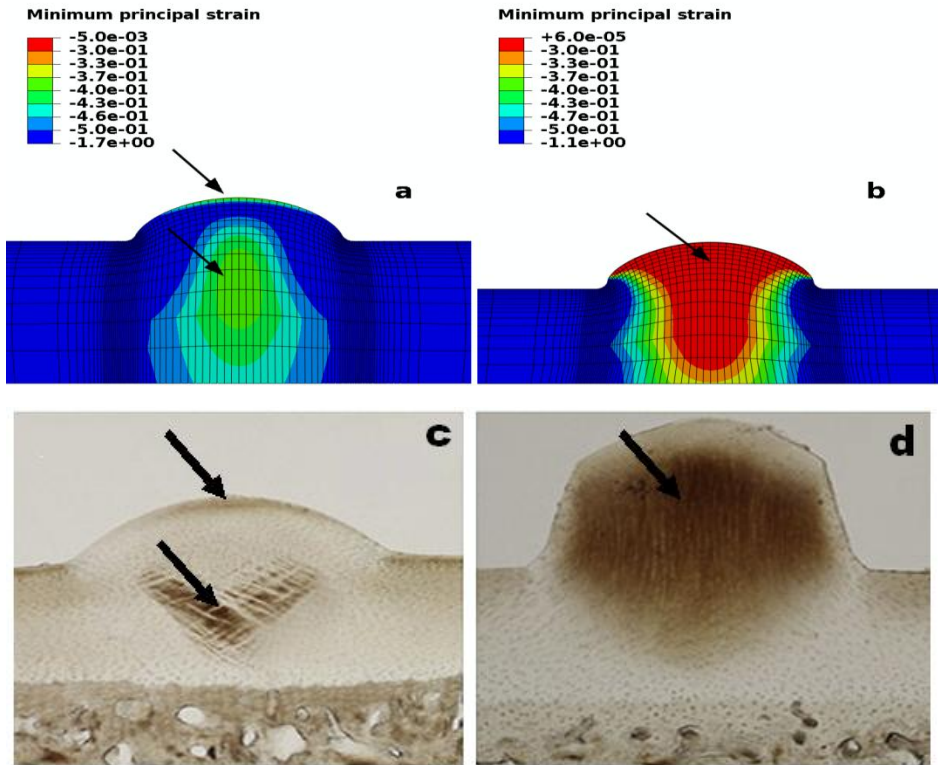 Minimum principal strain
-5.0e-03
-3.0e-01
-3.3e-01
-3.7e-01
-4.0e-01
-4.3e-01
-4.6e-01
-5.0e-01
-1.7e+00
a
Minimum principal strain
+6.0e-05
-3.0e-01
-3.3e-01
-3.7e-01
-4.0e-01
-4.3e-01
-4.7e-01
-5.0e-01
-1.1e+00
b
c
d